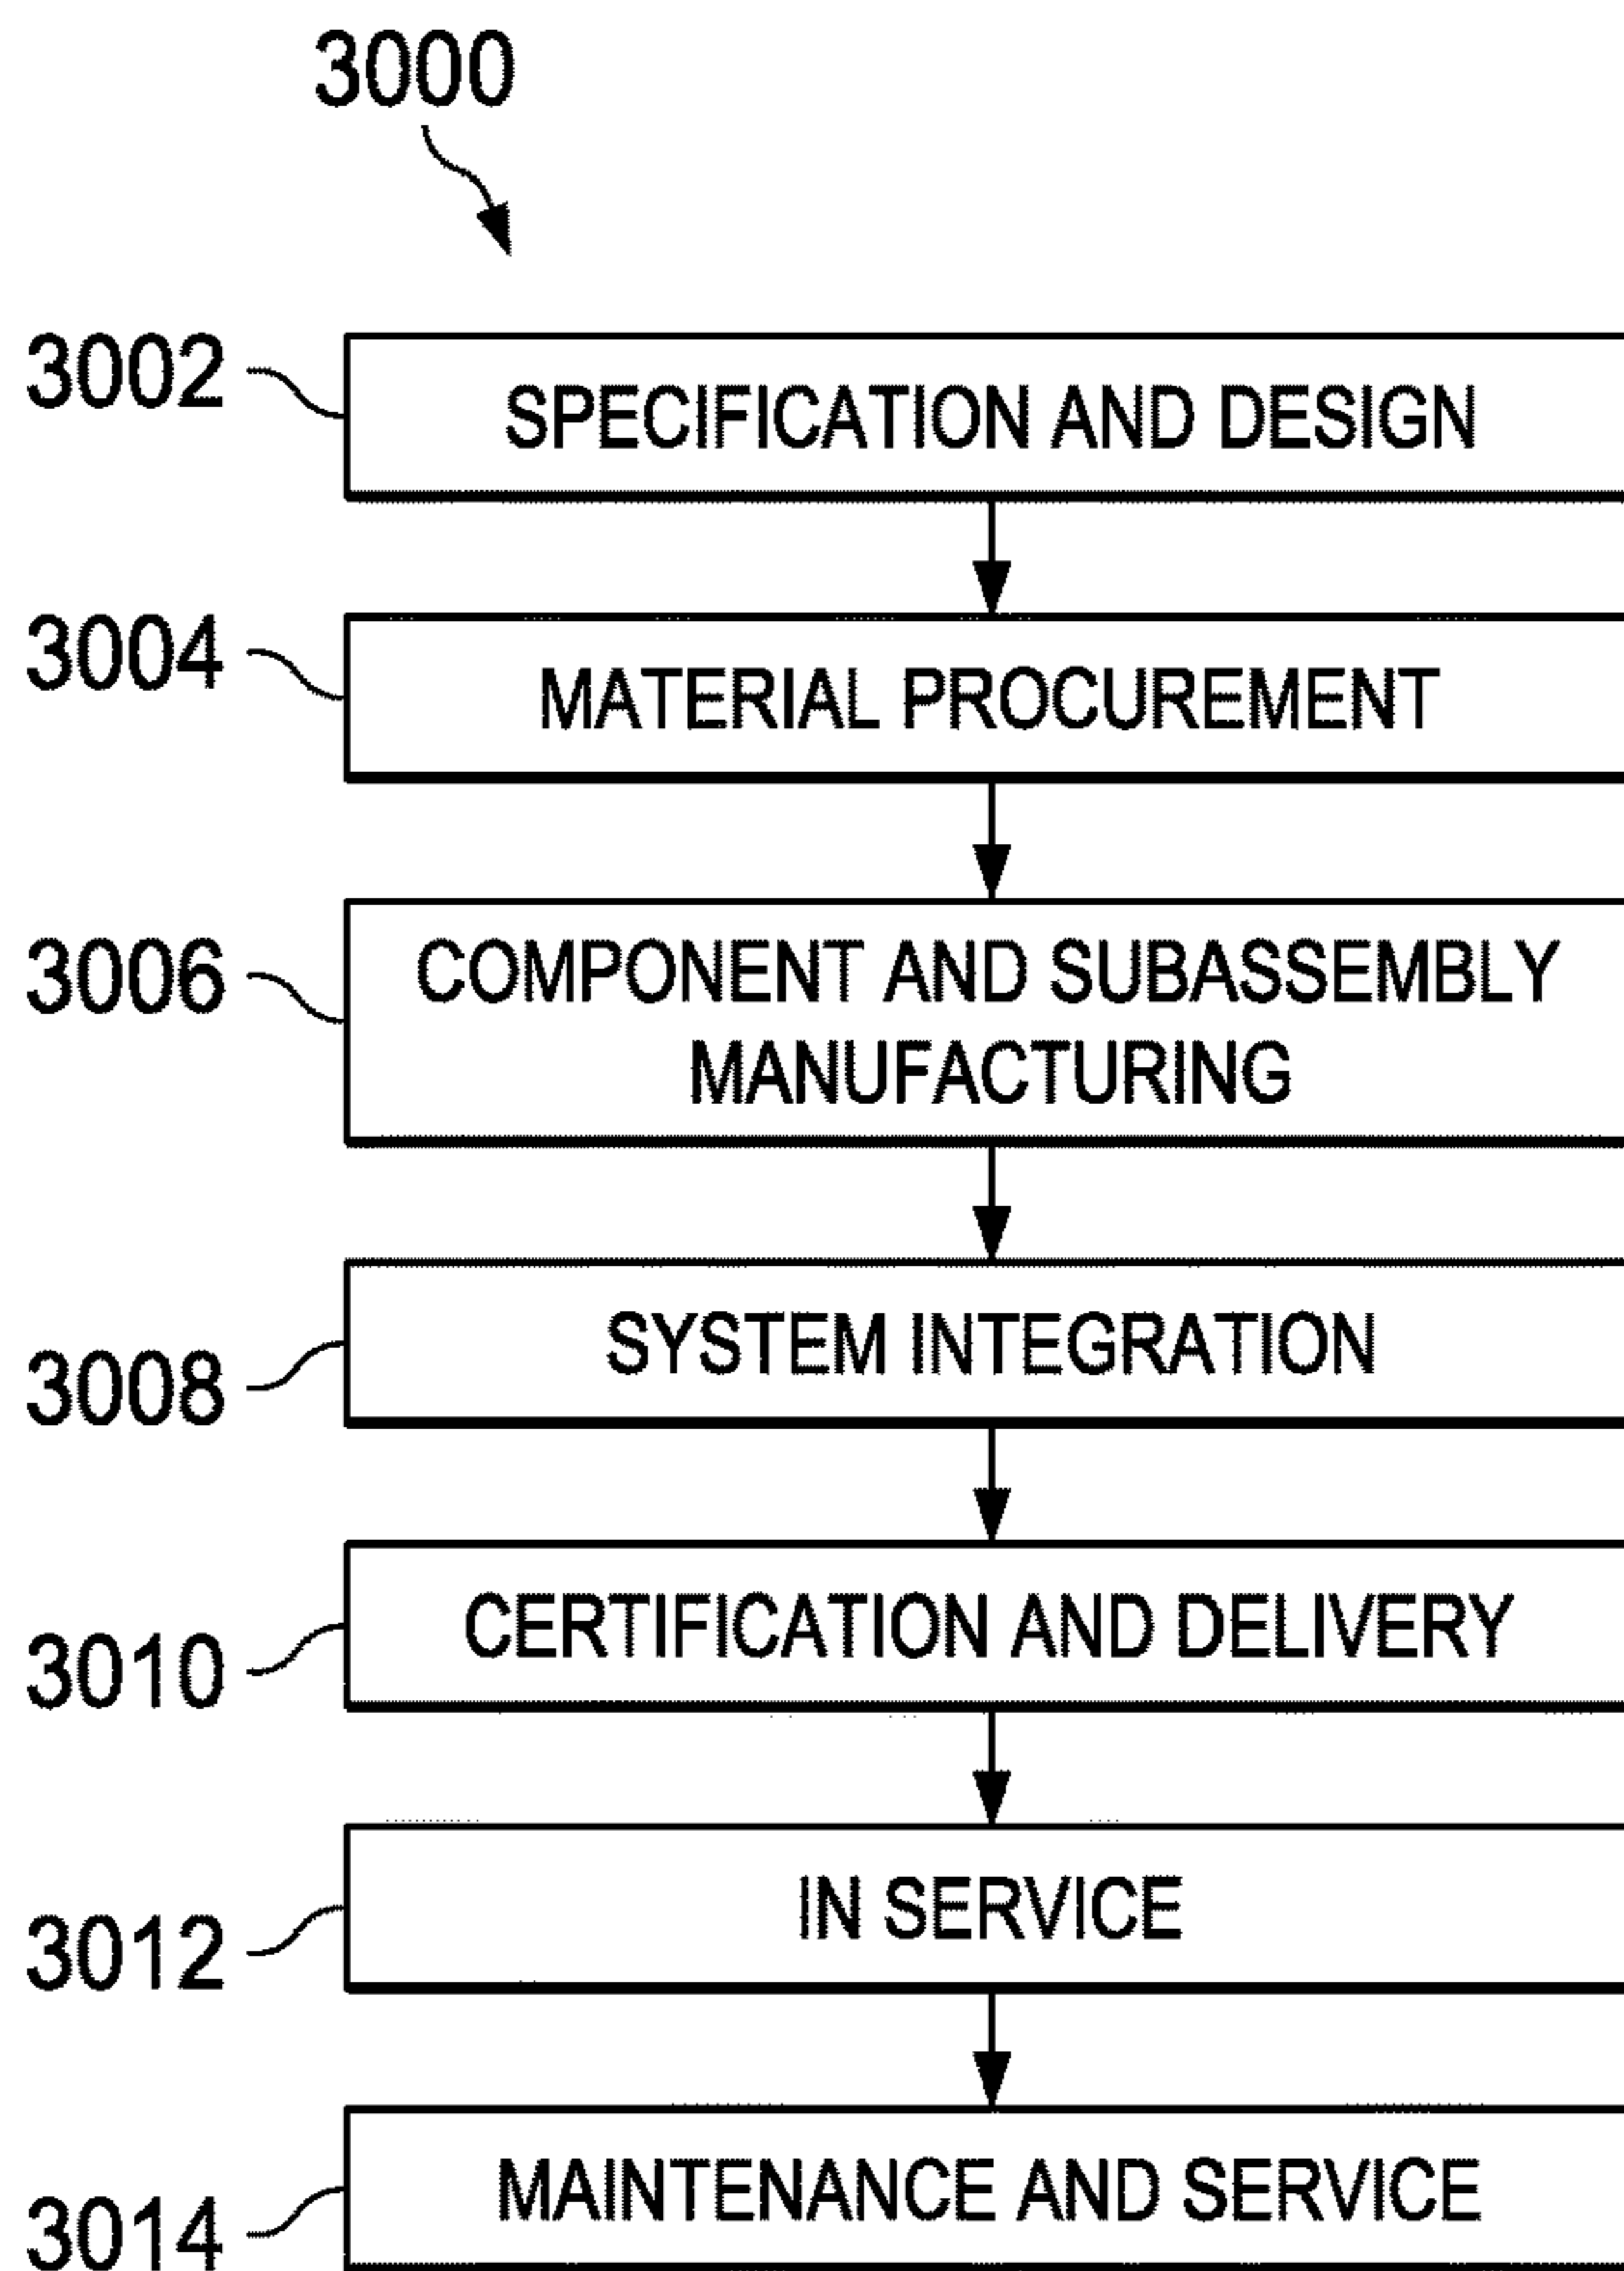 3000
3002 SPECIFICATION AND DESIGN
3004 MATERIAL PROCUREMENT
3006 COMPONENT AND SUBASSEMBLY
MANUFACTURING
3008 SYSTEM INTEGRATION
3010 CERTIFICATION AND DELIVERY
3012 IN SERVICE
3014 MAINTENANCE AND SERVICE